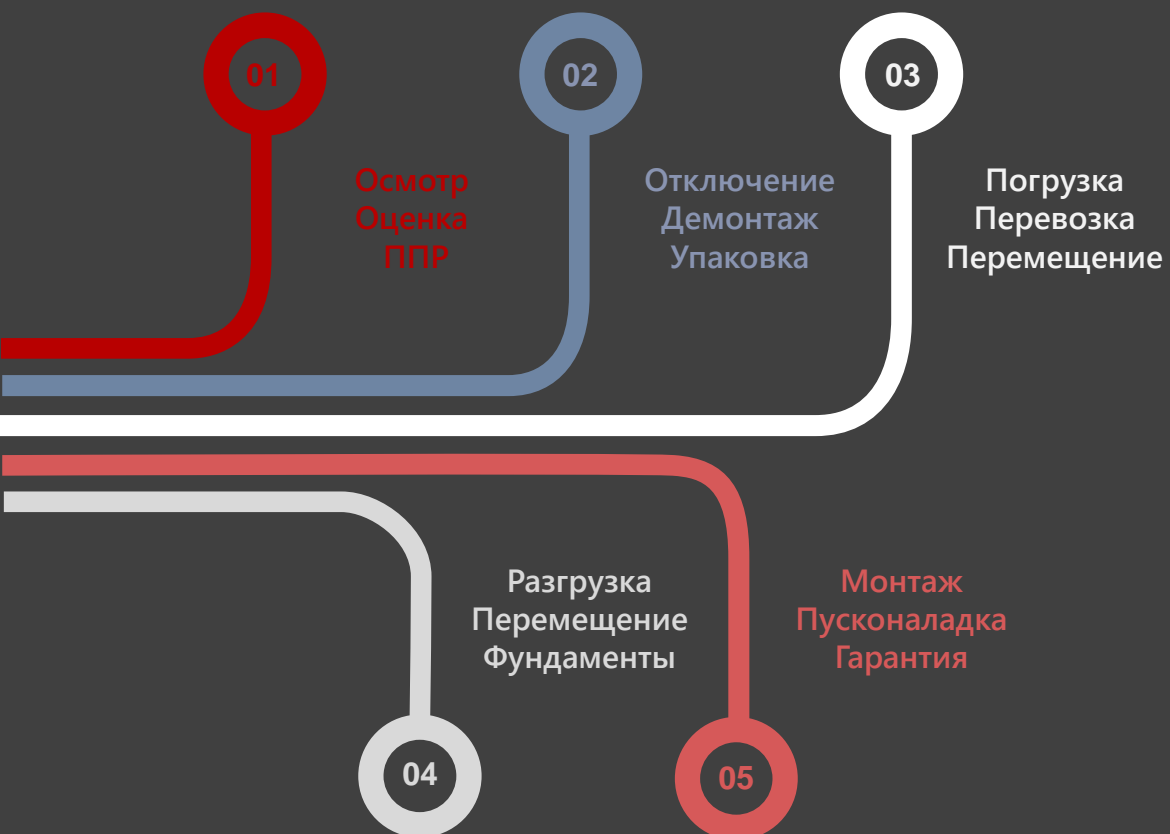 01
Осмотр
Оценка
ППР
02
Отключение
Демонтаж
Упаковка
03
Погрузка
Перевозка
Перемещение
04
Разгрузка
Перемещение
Фундаменты
05
Монтаж
Пусконаладка
Гарантия